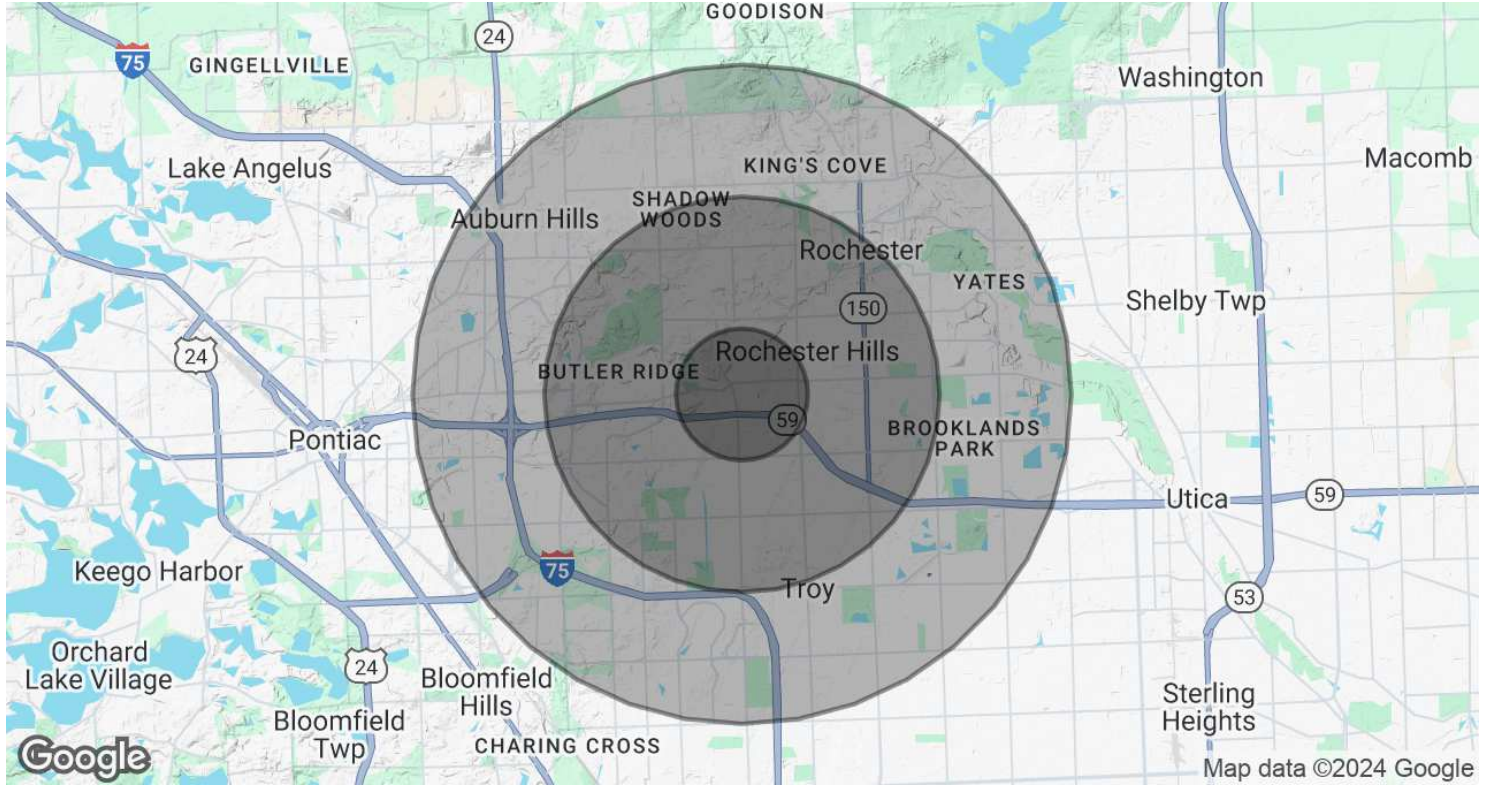 GOODISON
24
75
GINGELLVILLE
Washington
Macomb
Lake Angelus
KING'S COVE
SHADOW
WOODS
Auburn Hills
Rochester
YATES
Shelby Twp
150
24
Rochester Hills
BUTLER RIDGE
59
Pontiac
BROOKLANDS
PARK
Utica
59
Keego Harbor
75
Troy
53
Orchard
Lake Village
24
Bloomfield
Hills
Sterling
Heights
Bloomfield
Twp
CHARING CROSS
Google
Map data ©2024 Google